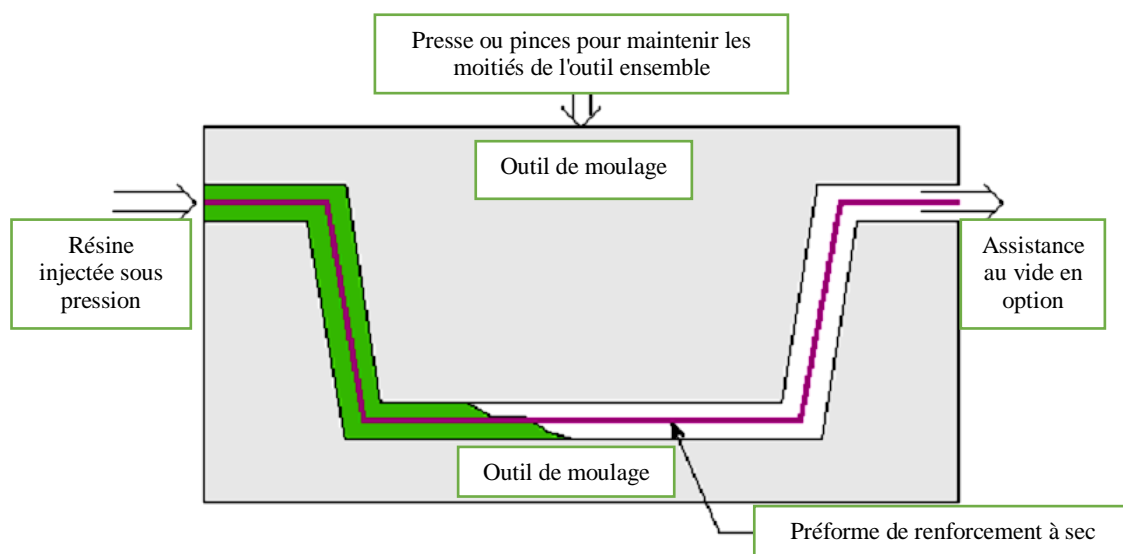 Presse ou pinces pour maintenir les
moitiés de l'outil ensemble
Outil de moulage
Résine
injectée sous
pression
Assistance
au vide en
option
Outil de moulage
Préforme de renforcement à sec